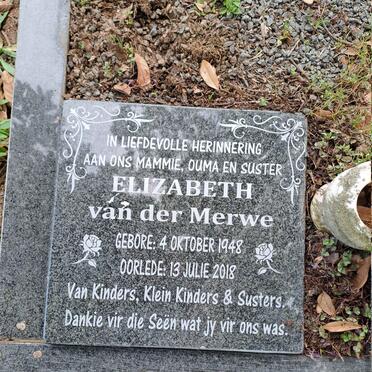 IN LIEFDEVOLLE HERINNERING
AAN ONS MAMMIE, OUMA EN SUSTER
ELIZABETH
van der Merwe
GEBORE: 4 OKTOBER 1948
OORLEDE: 13 JULIE 2018
Van Kinders, Klein Kinders & Susters.
Dankie vir die Seën wat jy vir ons was.